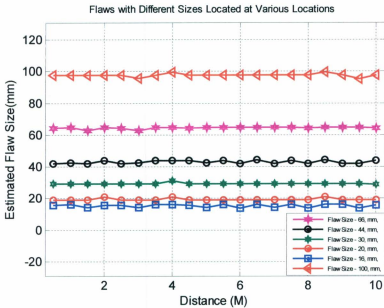 Flaws with Different Sizes Located at Various Locations
120
100
80
60
40
20
0
-20
Estimated Flaw Size(mm)
2
4
6
8
10
Distance (M)
Flaw Size - 66, mm,
Flaw Size - 44, mm,
Flaw Size - 30, mm,
Flaw Size - 20, mm,
Flaw Size - 16, mm,
Flaw Size - 100, mm,